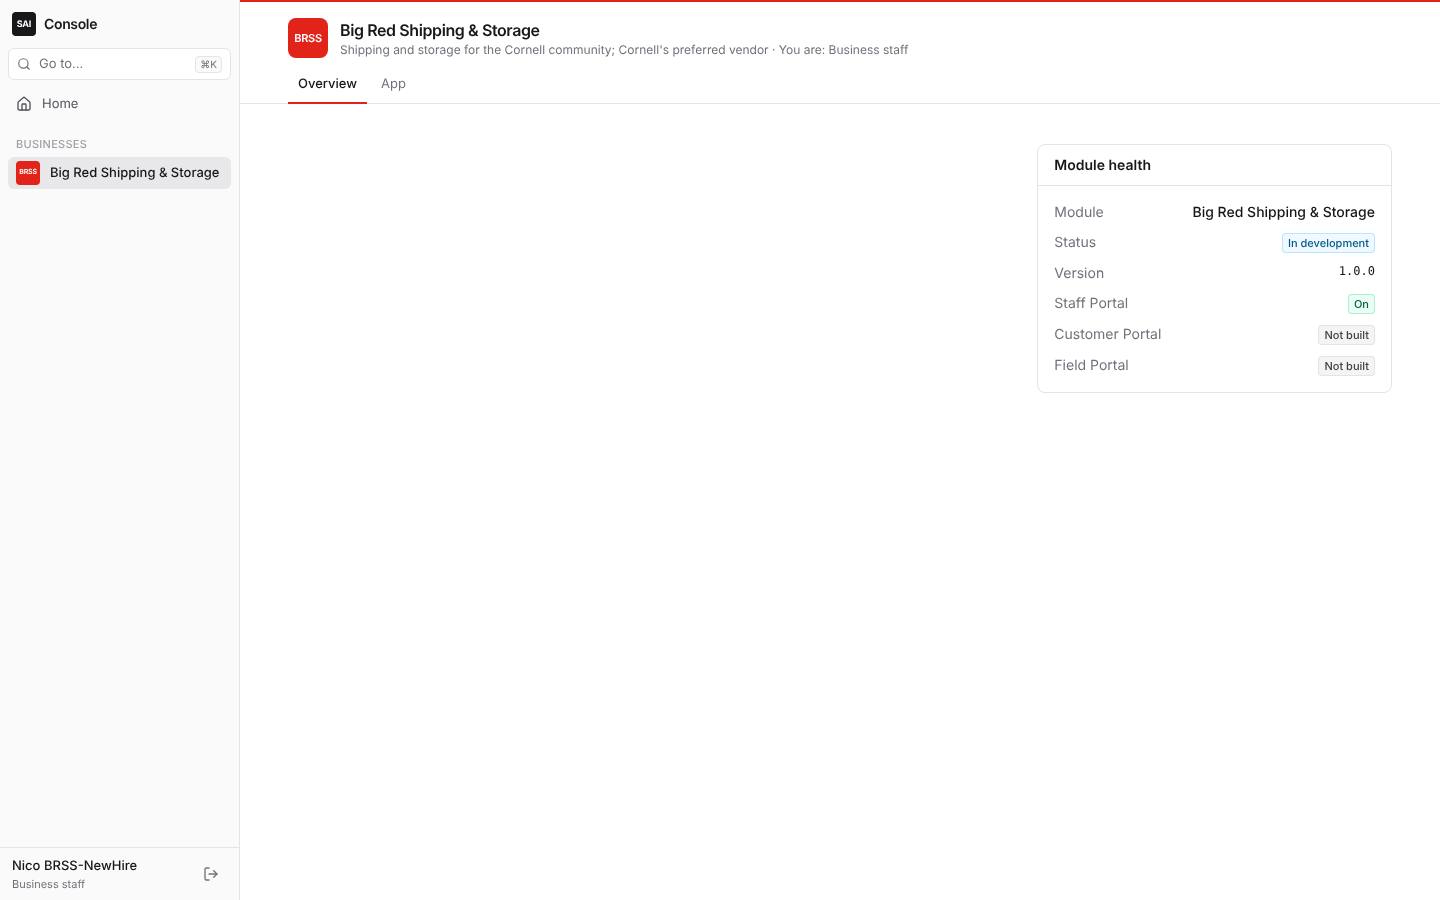 SAI Console
Go to... ⌘K
Home
BUSINESSES
BRSS Big Red Shipping & Storage
Nico BRSS-NewHire
Business staff
BRSS
Big Red Shipping & Storage
Shipping and storage for the Cornell community; Cornell's preferred vendor · You are: Business staff
Overview App
Module health
Module Big Red Shipping & Storage
Status In development
Version 1.0.0
Staff Portal On
Customer Portal Not built
Field Portal Not built